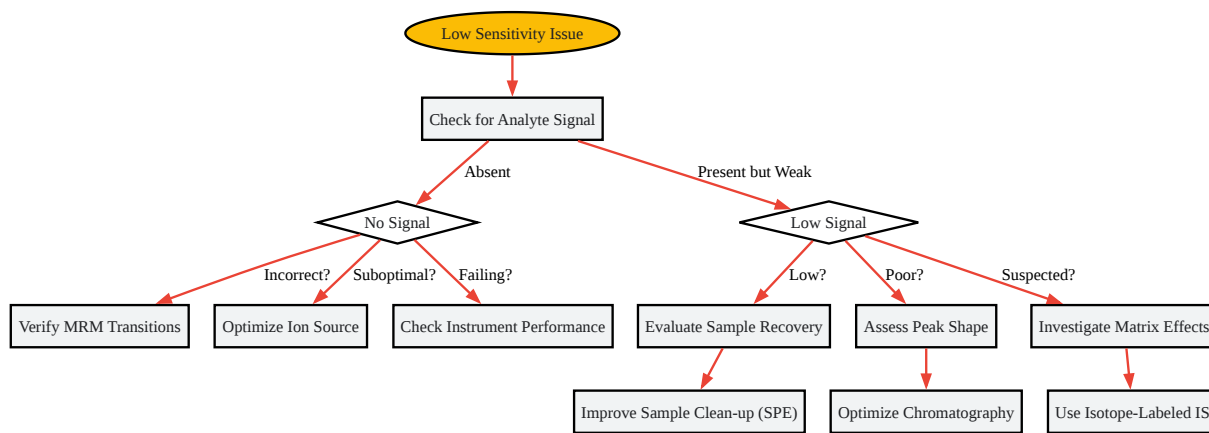 Low Sensitivity Issue
Check for Analyte Signal
Absent
Present but Weak
No Signal
Low Signal
Incorrect?
Suboptimal?
Failing?
Low?
Poor?
Suspected?
Verify MRM Transitions
Optimize Ion Source
Check Instrument Performance
Evaluate Sample Recovery
Assess Peak Shape
Investigate Matrix Effects
Improve Sample Clean-up (SPE)
Optimize Chromatography
Use Isotope-Labeled IS